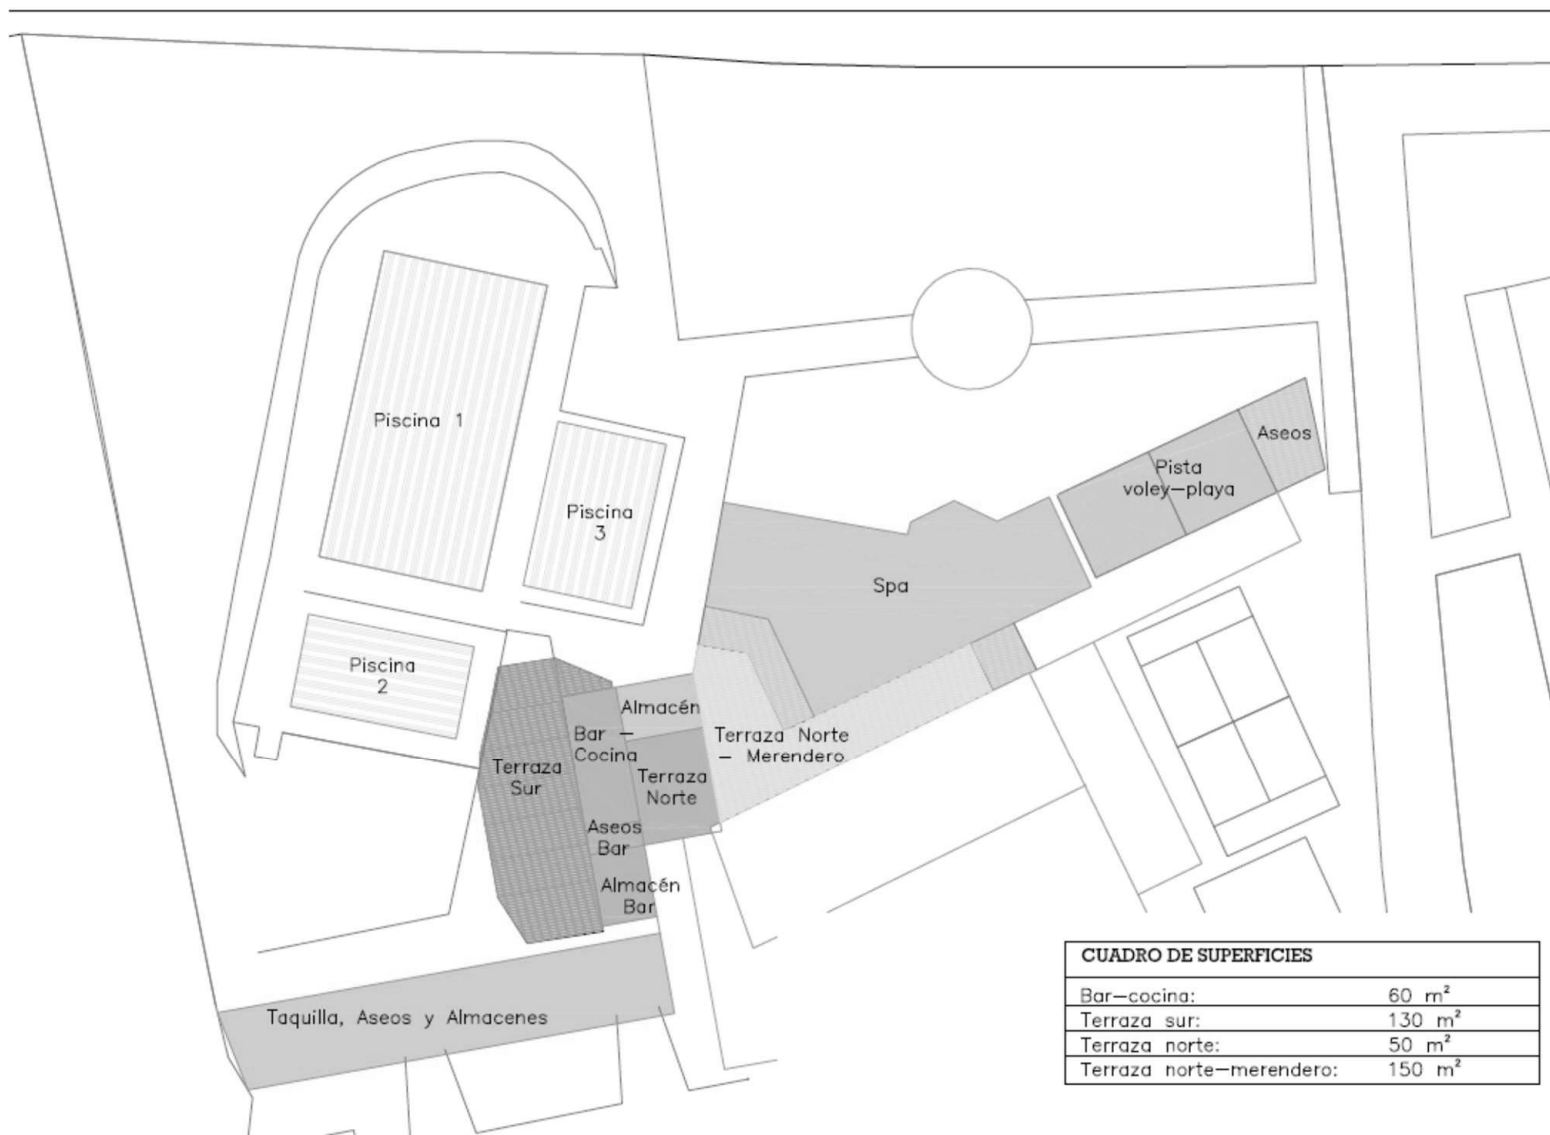 Piscina 1
Piscina
3
Piscina
2
Aseos
Pista
voley-playa
Spa
Almacén
Bar –
Cocina
Terraza Norte
– Merendero
Terraza
Sur
Terraza
Norte
Aseos
Bar
Almacén
Bar
Taquilla, Aseos y Almacenes
CUADRO DE SUPERFICIES
Bar-cocina: 60 m²
Terraza sur: 130 m²
Terraza norte: 50 m²
Terraza norte-merendero: 150 m²